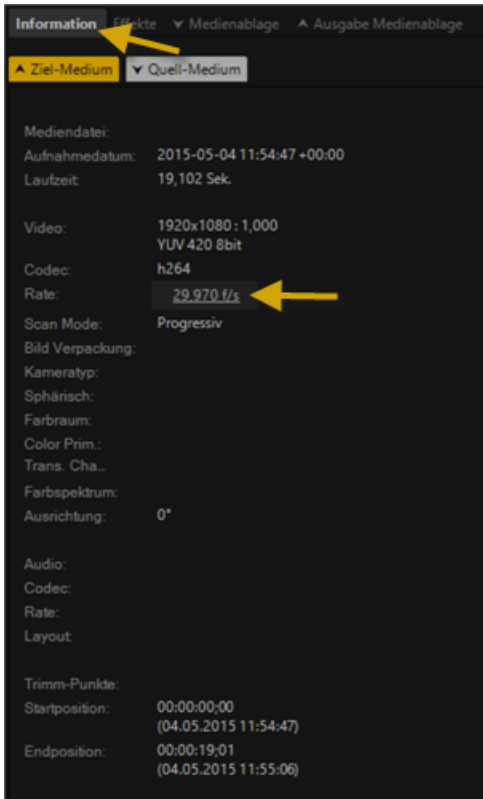 Information Effekte Medienablage Ausgabe Medienablage
Ziel-Medium Quell-Medium
Mediendatei:
Aufnahmedatum: 2015-05-04 11:54:47 +00:00
Laufzeit: 19,102 Sek.
Video: 1920x1080 : 1,000
YUV 420 8bit
Codec: h264
Rate: 29,970 f/s
Scan Mode: Progressiv
Bild Verpackung:
Kameratyp:
Sphärisch:
Farbraum:
Color Prim.:
Trans. Cha...
Farbspektrum:
Ausrichtung: 0°
Audio:
Codec:
Rate:
Layout:
Trimm-Punkte:
Startposition: 00:00:00;00
(04.05.2015 11:54:47)
Endposition: 00:00:19;01
(04.05.2015 11:55:06)